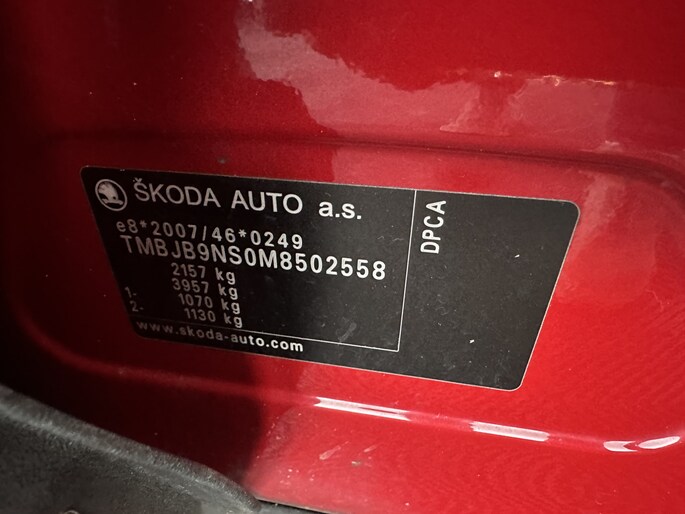 ŠKODA AUTO a.s.
e8*2007/46*0249
TMBJB9NS0M8502558
2157 kg
3957 kg
1- 1070 kg
2- 1130 kg
www.skoda-auto.com
DPCA